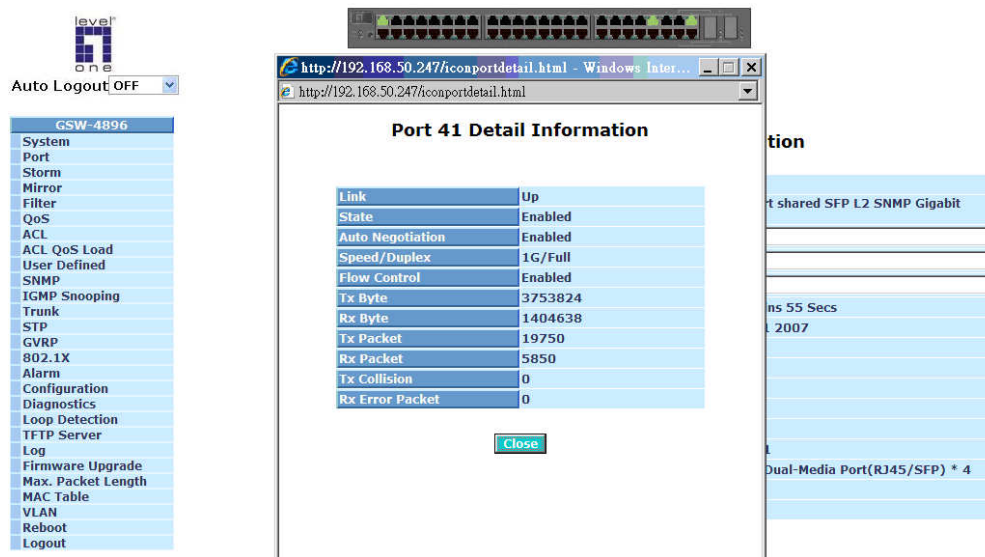 level
one
Auto Logout OFF
GSW-4896
System
Port
Storm
Mirror
Filter
QoS
ACL
ACL QoS Load
User Defined
SNMP
IGMP Snooping
Trunk
STP
GVRP
802.1X
Alarm
Configuration
Diagnostics
Loop Detection
TFTP Server
Log
Firmware Upgrade
Max. Packet Length
MAC Table
VLAN
Reboot
Logout
http://192.168.50.247/iconportdetail.html - Windows Inter...
http://192.168.50.247/iconportdetail.html
Port 41 Detail Information
Link Up
State Enabled
Auto Negotiation Enabled
Speed/Duplex 1G/Full
Flow Control Enabled
Tx Byte 3753824
Rx Byte 1404638
Tx Packet 19750
Rx Packet 5850
Tx Collision 0
Rx Error Packet 0
Close
tion
rt shared SFP L2 SNMP Gigabit
ns 55 Secs
2007
Dual-Media Port(RJ45/SFP) * 4